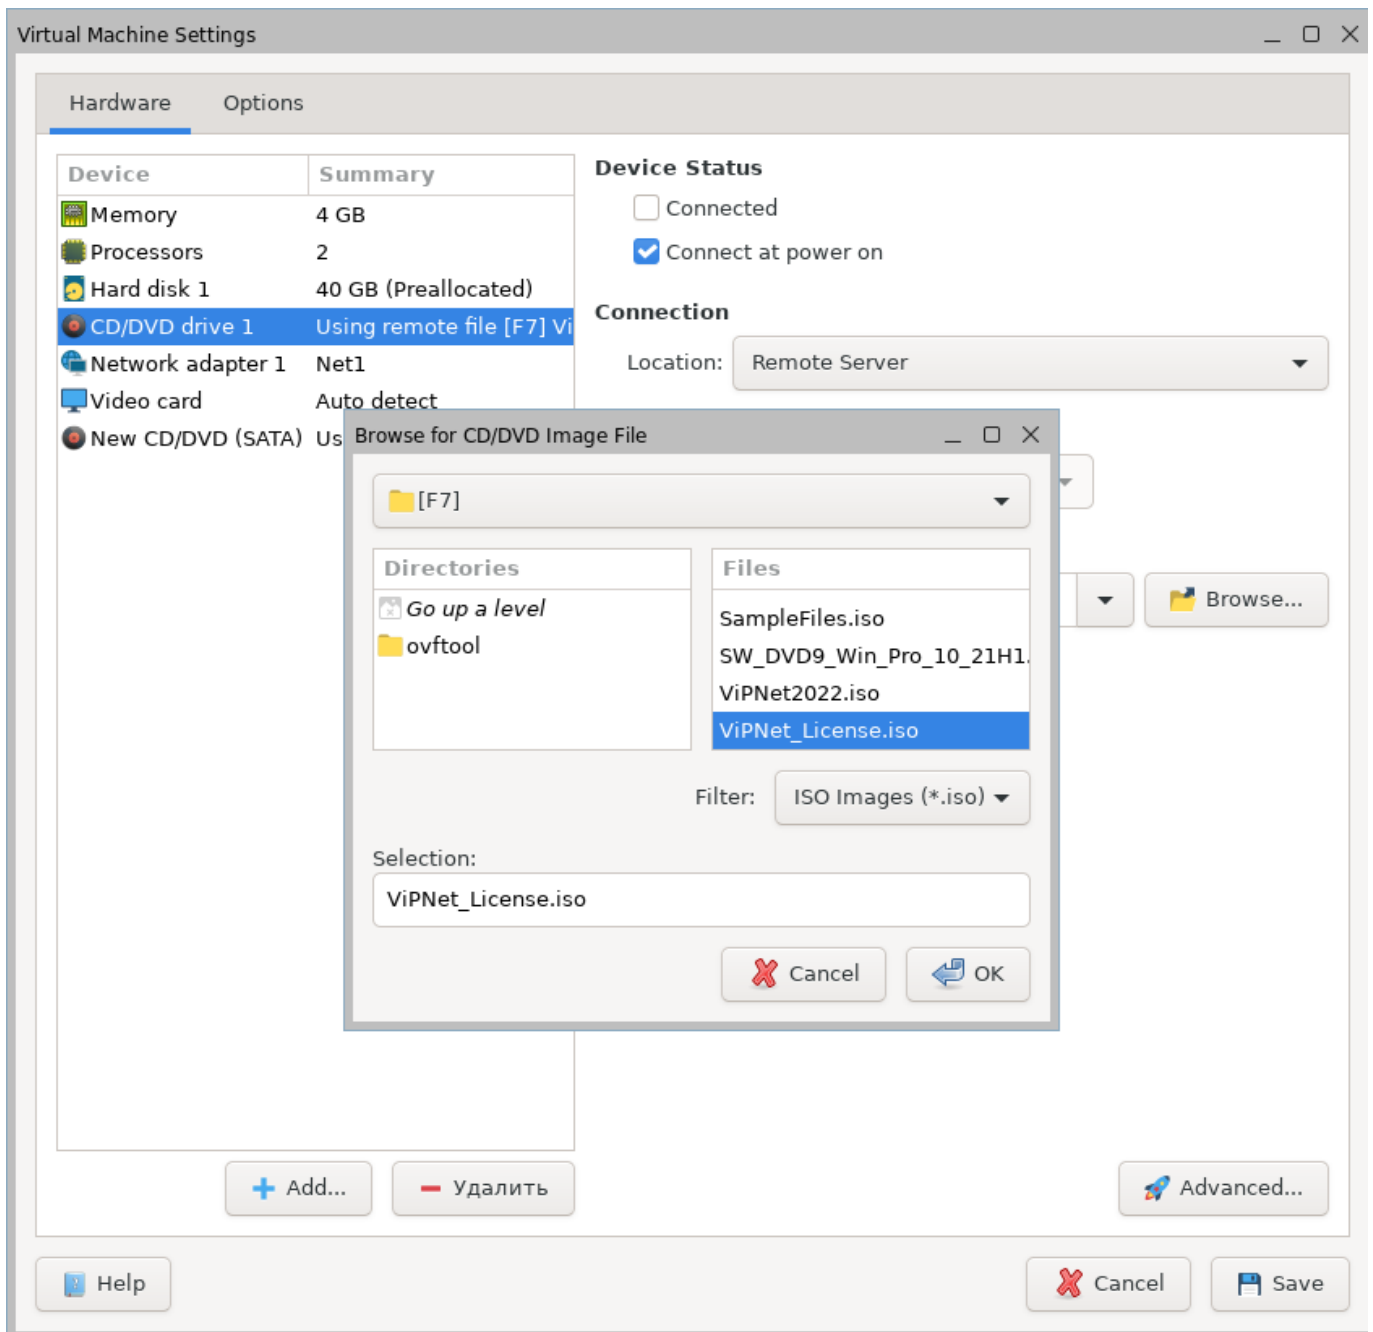 Virtual Machine Settings
Hardware Options
Device Summary
Memory 4 GB
Processors 2
Hard disk 1 40 GB (Preallocated)
CD/DVD drive 1 Using remote file [F7] Vi
Network adapter 1 Net1
Video card Auto detect
New CD/DVD (SATA) Us
Device Status
Connected
Connect at power on
Connection
Location: Remote Server
Browse...
Browse for CD/DVD Image File
[F7]
Directories
Go up a level
ovftool
Files
SampleFiles.iso
SW_DVD9_Win_Pro_10_21H1.
ViPNet2022.iso
ViPNet_License.iso
Filter: ISO Images (*.iso)
Selection:
ViPNet_License.iso
Cancel OK
Add... Удалить
Advanced...
Help Cancel Save